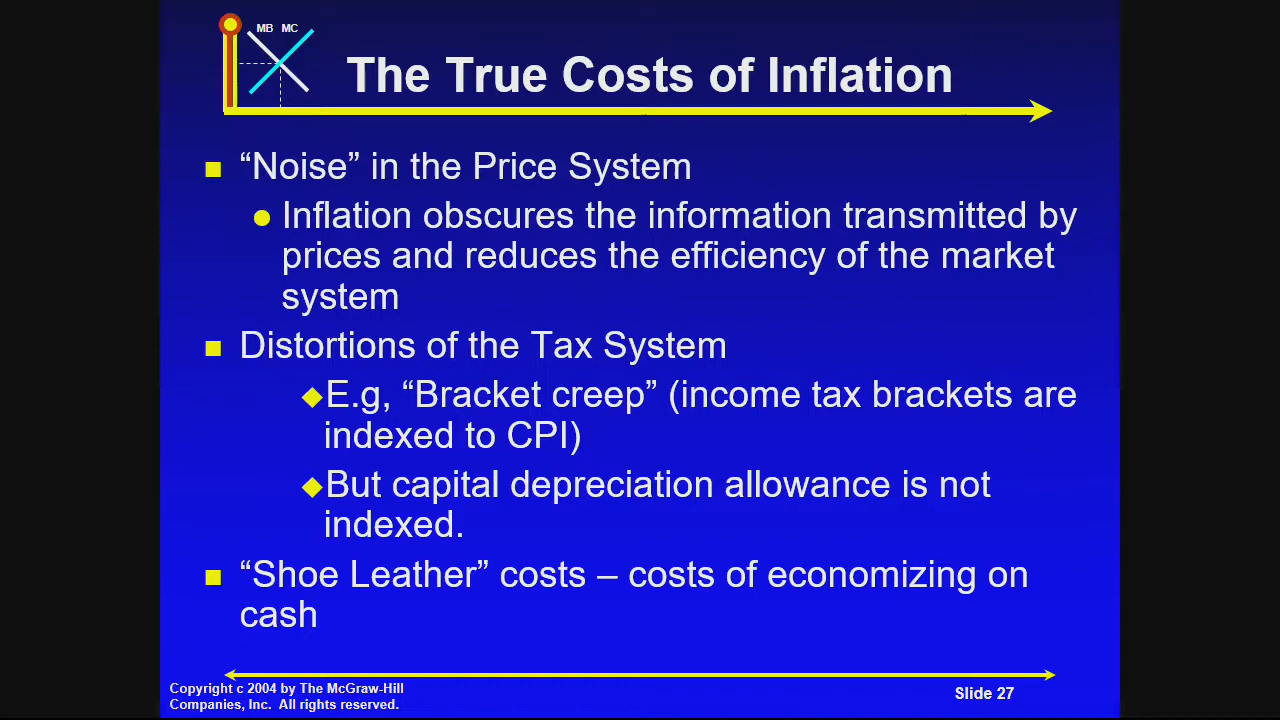 MB MC
The True Costs of Inflation
“Noise” in the Price System
Inflation obscures the information transmitted by
prices and reduces the efficiency of the market
system
Distortions of the Tax System
E.g, “Bracket creep” (income tax brackets are
indexed to CPI)
But capital depreciation allowance is not
indexed.
“Shoe Leather” costs – costs of economizing on
cash
Copyright c 2004 by The McGraw-Hill
Companies, Inc. All rights reserved.
Slide 27